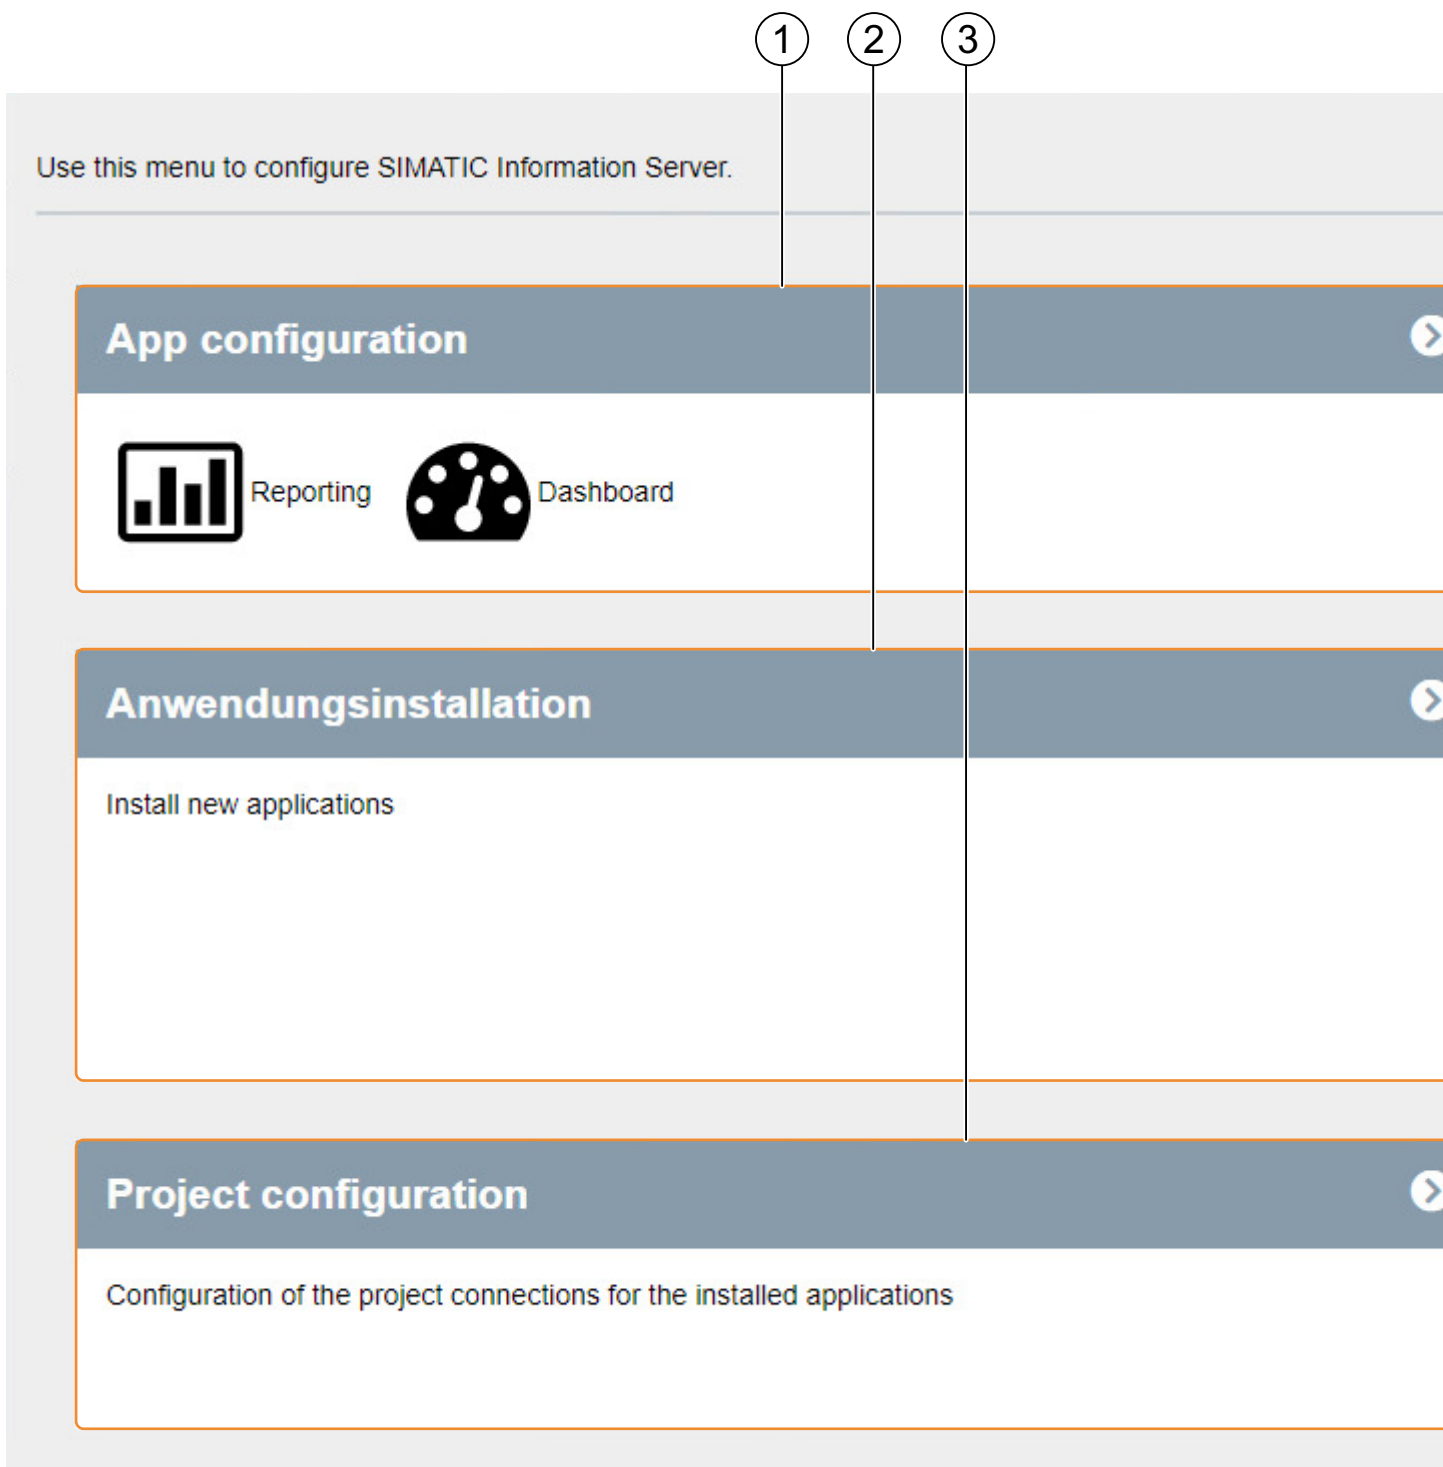 1 2 3
Use this menu to configure SIMATIC Information Server.
App configuration
Reporting Dashboard
Anwendungsinstallation
Install new applications
Project configuration
Configuration of the project connections for the installed applications